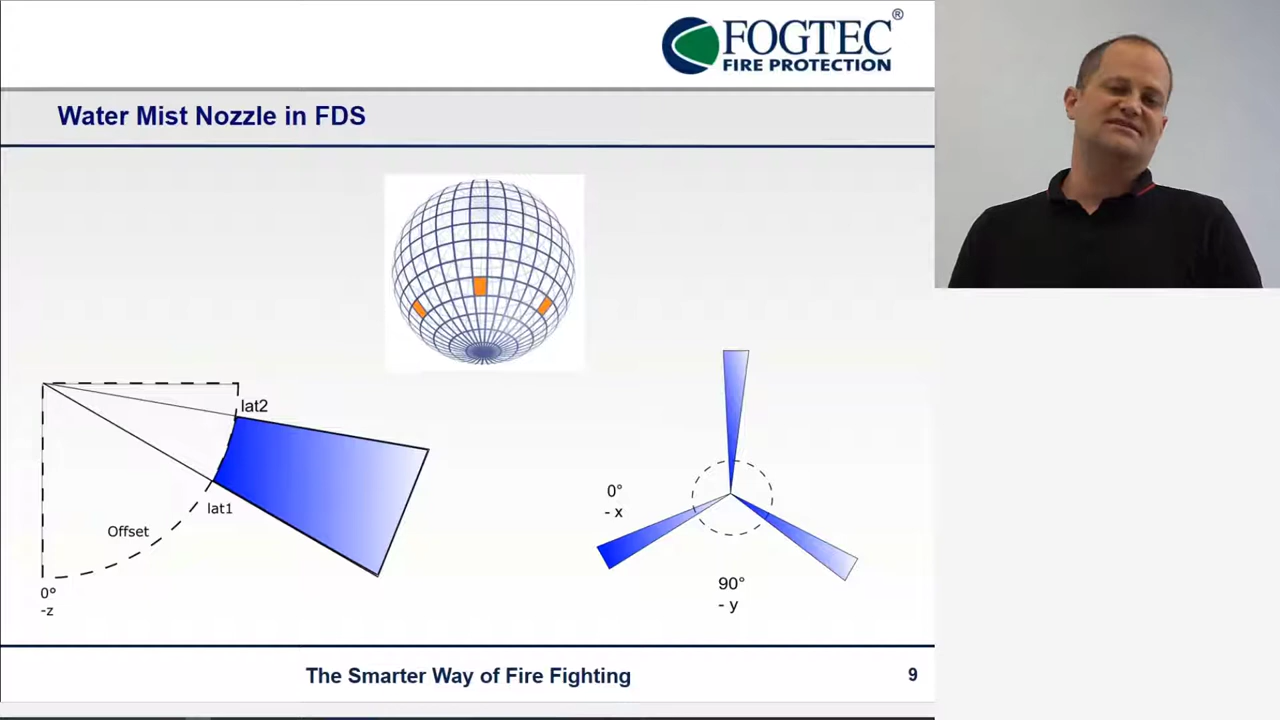 FOGTEC®
FIRE PROTECTION
Water Mist Nozzle in FDS
lat2
lat1
Offset
0°
-z
0°
- x
90°
- y
The Smarter Way of Fire Fighting
9